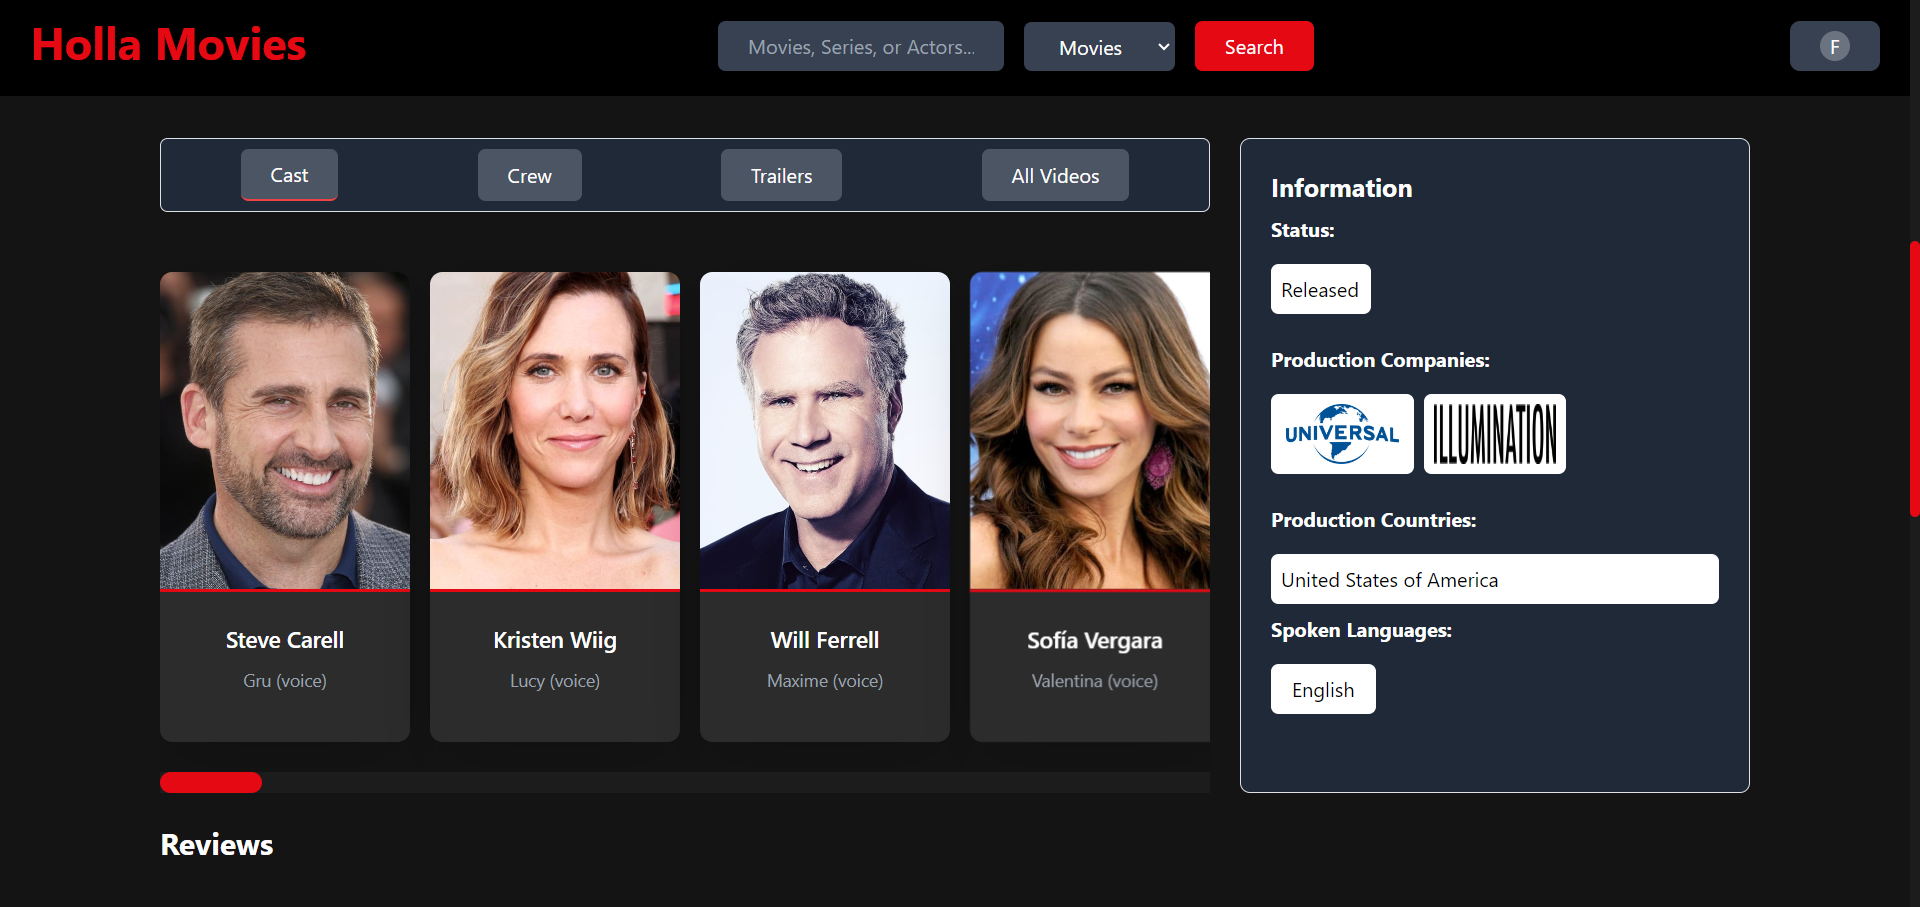 Holla Movies
Movies, Series, or Actors...
Movies
Search
F
Cast
Crew
Trailers
All Videos
Steve Carell
Gru (voice)
Kristen Wiig
Lucy (voice)
Will Ferrell
Maxime (voice)
Sofía Vergara
Valentina (voice)
Information
Status:
Released
Production Companies:
UNIVERSAL
ILLUMINATION
Production Countries:
United States of America
Spoken Languages:
English
Reviews